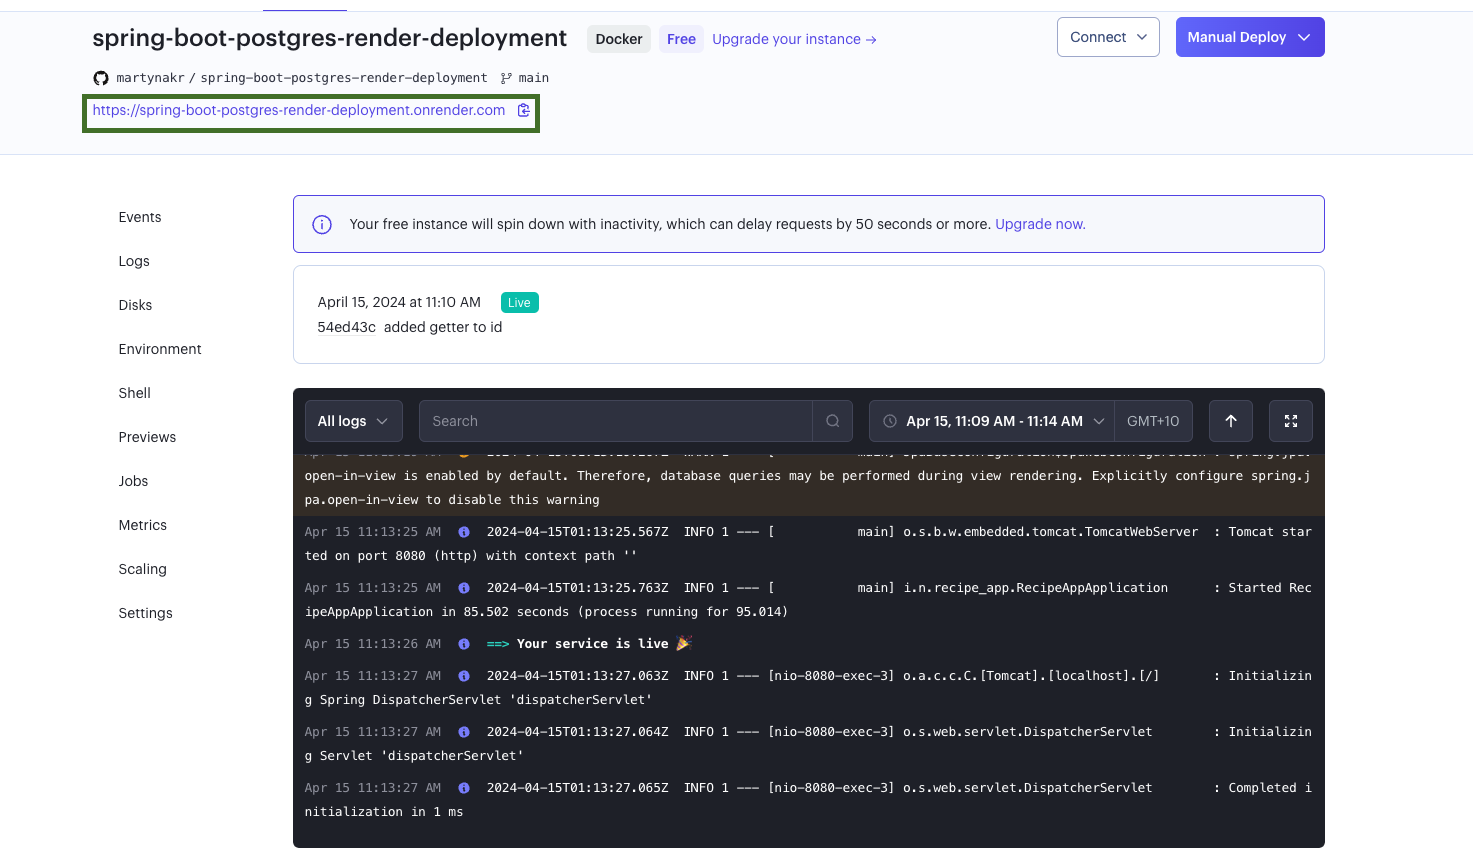 spring-boot-postgres-render-deployment Docker Free Upgrade your instance → Connect Manual Deploy
martynakr / spring-boot-postgres-render-deployment main
https://spring-boot-postgres-render-deployment.onrender.com
Events
Logs
Disks
Environment
Shell
Previews
Jobs
Metrics
Scaling
Settings
Your free instance will spin down with inactivity, which can delay requests by 50 seconds or more. Upgrade now.
April 15, 2024 at 11:10 AM Live
54ed43c added getter to id
All logs Search Apr 15, 11:09 AM - 11:14 AM GMT+10
open-in-view is enabled by default. Therefore, database queries may be performed during view rendering. Explicitly configure spring.j
pa.open-in-view to disable this warning
Apr 15 11:13:25 AM 2024-04-15T01:13:25.567Z INFO 1 --- [ main] o.s.b.w.embedded.tomcat.TomcatWebServer : Tomcat star
ted on port 8080 (http) with context path ''
Apr 15 11:13:25 AM 2024-04-15T01:13:25.763Z INFO 1 --- [ main] i.n.recipe_app.RecipeAppApplication : Started Rec
ipeAppApplication in 85.502 seconds (process running for 95.014)
Apr 15 11:13:26 AM ==> Your service is live 🎉
Apr 15 11:13:27 AM 2024-04-15T01:13:27.063Z INFO 1 --- [nio-8080-exec-3] o.a.c.c.C.[Tomcat].[localhost].[/] : Initializin
g Spring DispatcherServlet 'dispatcherServlet'
Apr 15 11:13:27 AM 2024-04-15T01:13:27.064Z INFO 1 --- [nio-8080-exec-3] o.s.web.servlet.DispatcherServlet : Initializin
g Servlet 'dispatcherServlet'
Apr 15 11:13:27 AM 2024-04-15T01:13:27.065Z INFO 1 --- [nio-8080-exec-3] o.s.web.servlet.DispatcherServlet : Completed i
nitialization in 1 ms